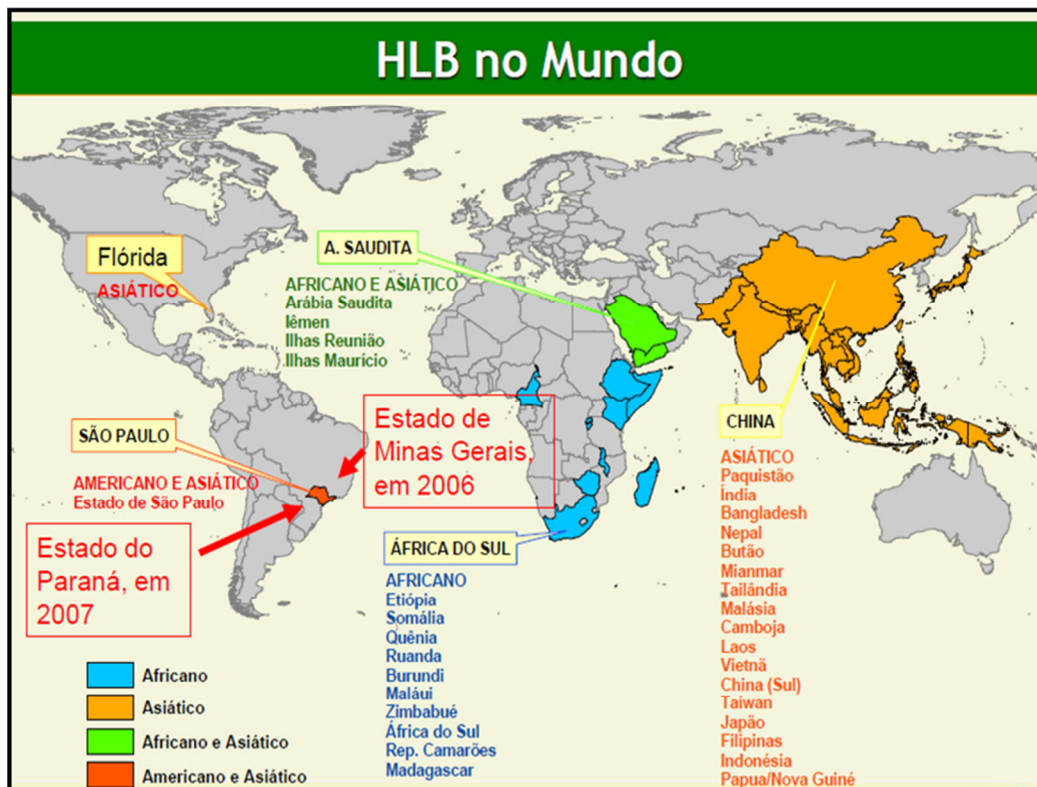 HLB no Mundo
Flórida
ASIÁTICO
A. SAUDITA
AFRICANO E ASIÁTICO
Arábia Saudita
Iêmen
Ilhas Reunião
Ilhas Maurício
SÃO PAULO
AMERICANO E ASIÁTICO
Estado de São Paulo
Estado de
Minas Gerais,
em 2006
Estado do
Paraná, em
2007
ÁFRICA DO SUL
AFRICANO
Etiópia
Somália
Quênia
Ruanda
Burundi
Maláui
Zimbabué
África do Sul
Rep. Camarões
Madagascar
CHINA
ASIÁTICO
Paquistão
Índia
Bangladesh
Nepal
Butão
Mianmar
Tailândia
Malásia
Camboja
Laos
Vietnã
China (Sul)
Taiwan
Japão
Filipinas
Indonésia
Papua/Nova Guiné
Africano
Asiático
Africano e Asiático
Americano e Asiático